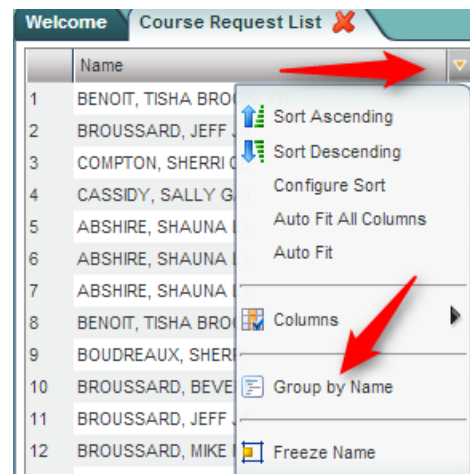 Welcome Course Request List
Name
1 BENOIT, TISHA
2 BROUSSARD, JEFF
3 COMPTON, SHERRI
4 CASSIDY, SALLY
5 ABSHIRE, SHAUNA
6 ABSHIRE, SHAUNA
7 ABSHIRE, SHAUNA
8 BENOIT, TISHA
9 BOUDREAUX,
10 BROUSSARD,
11 BROUSSARD, JEFF
12 BROUSSARD, MIKE
Sort Ascending
Sort Descending
Configure Sort
Auto Fit All Columns
Auto Fit
Columns
Group by Name
Freeze Name